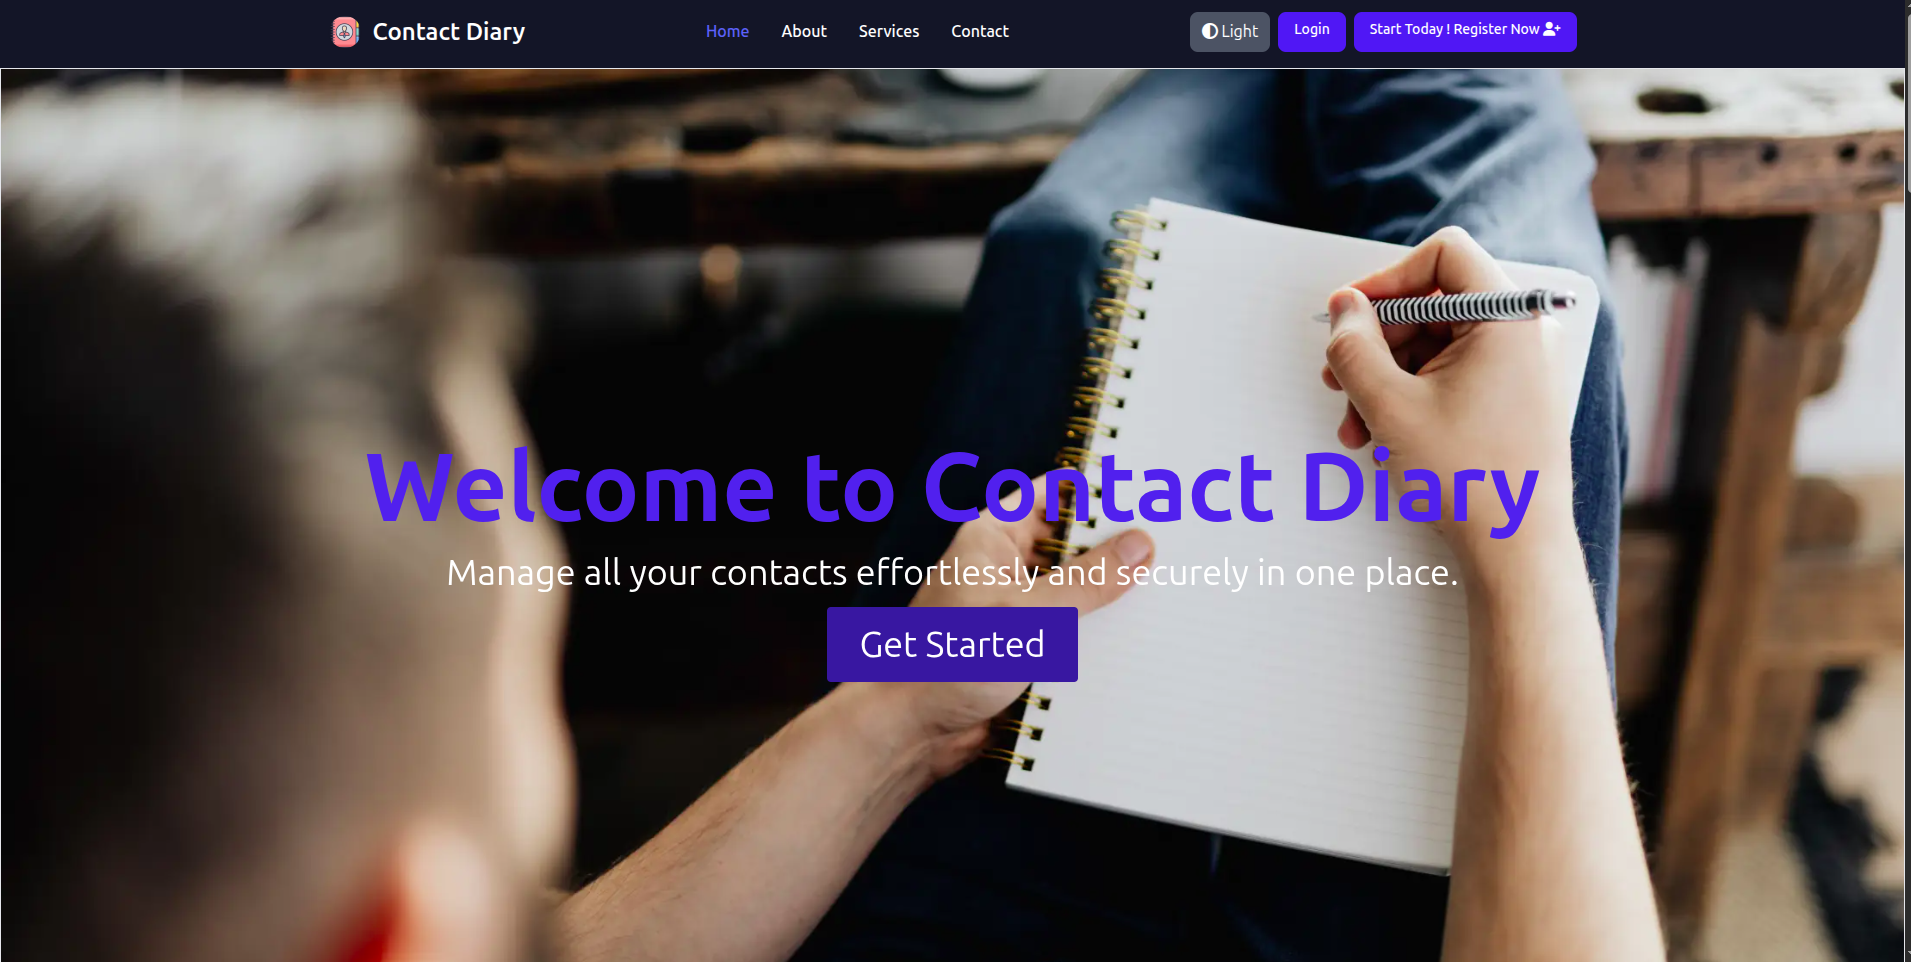 Contact Diary
Home About Services Contact
Light Login Start Today ! Register Now
Welcome to Contact Diary
Manage all your contacts effortlessly and securely in one place.
Get Started